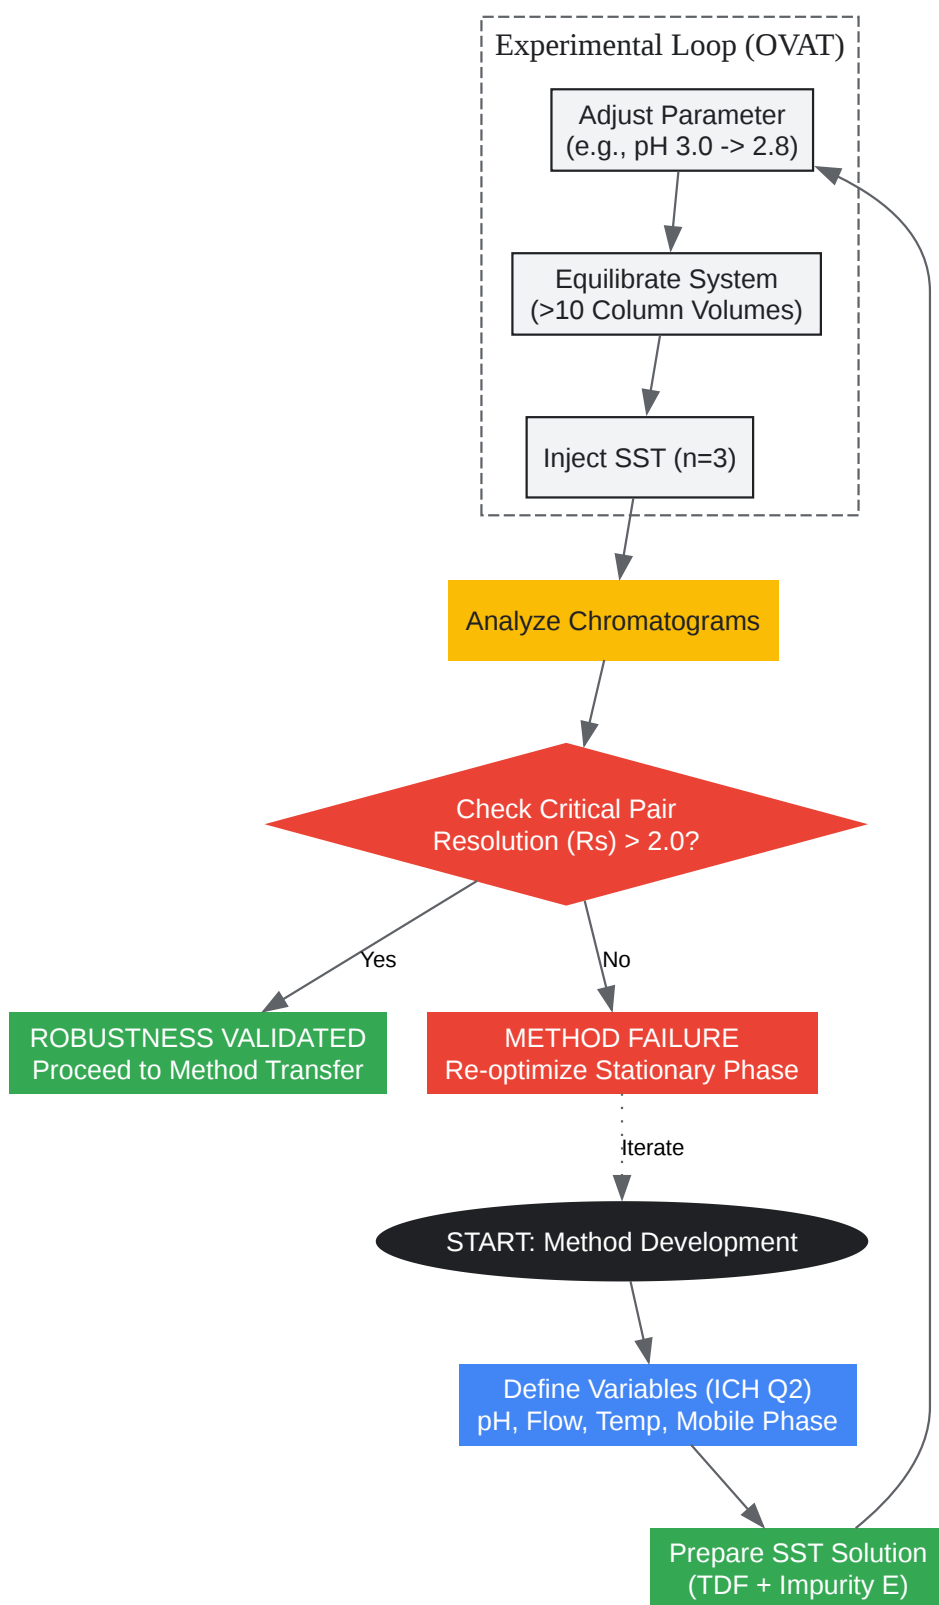 Experimental Loop (OVAT)
Adjust Parameter
(e.g., pH 3.0 -> 2.8)
Equilibrate System
(>10 Column Volumes)
Inject SST (n=3)
Analyze Chromatograms
Check Critical Pair
Resolution (Rs) > 2.0?
Yes
No
ROBUSTNESS VALIDATED
Proceed to Method Transfer
METHOD FAILURE
Re-optimize Stationary Phase
Iterate
START: Method Development
Define Variables (ICH Q2)
pH, Flow, Temp, Mobile Phase
Prepare SST Solution
(TDF + Impurity E)